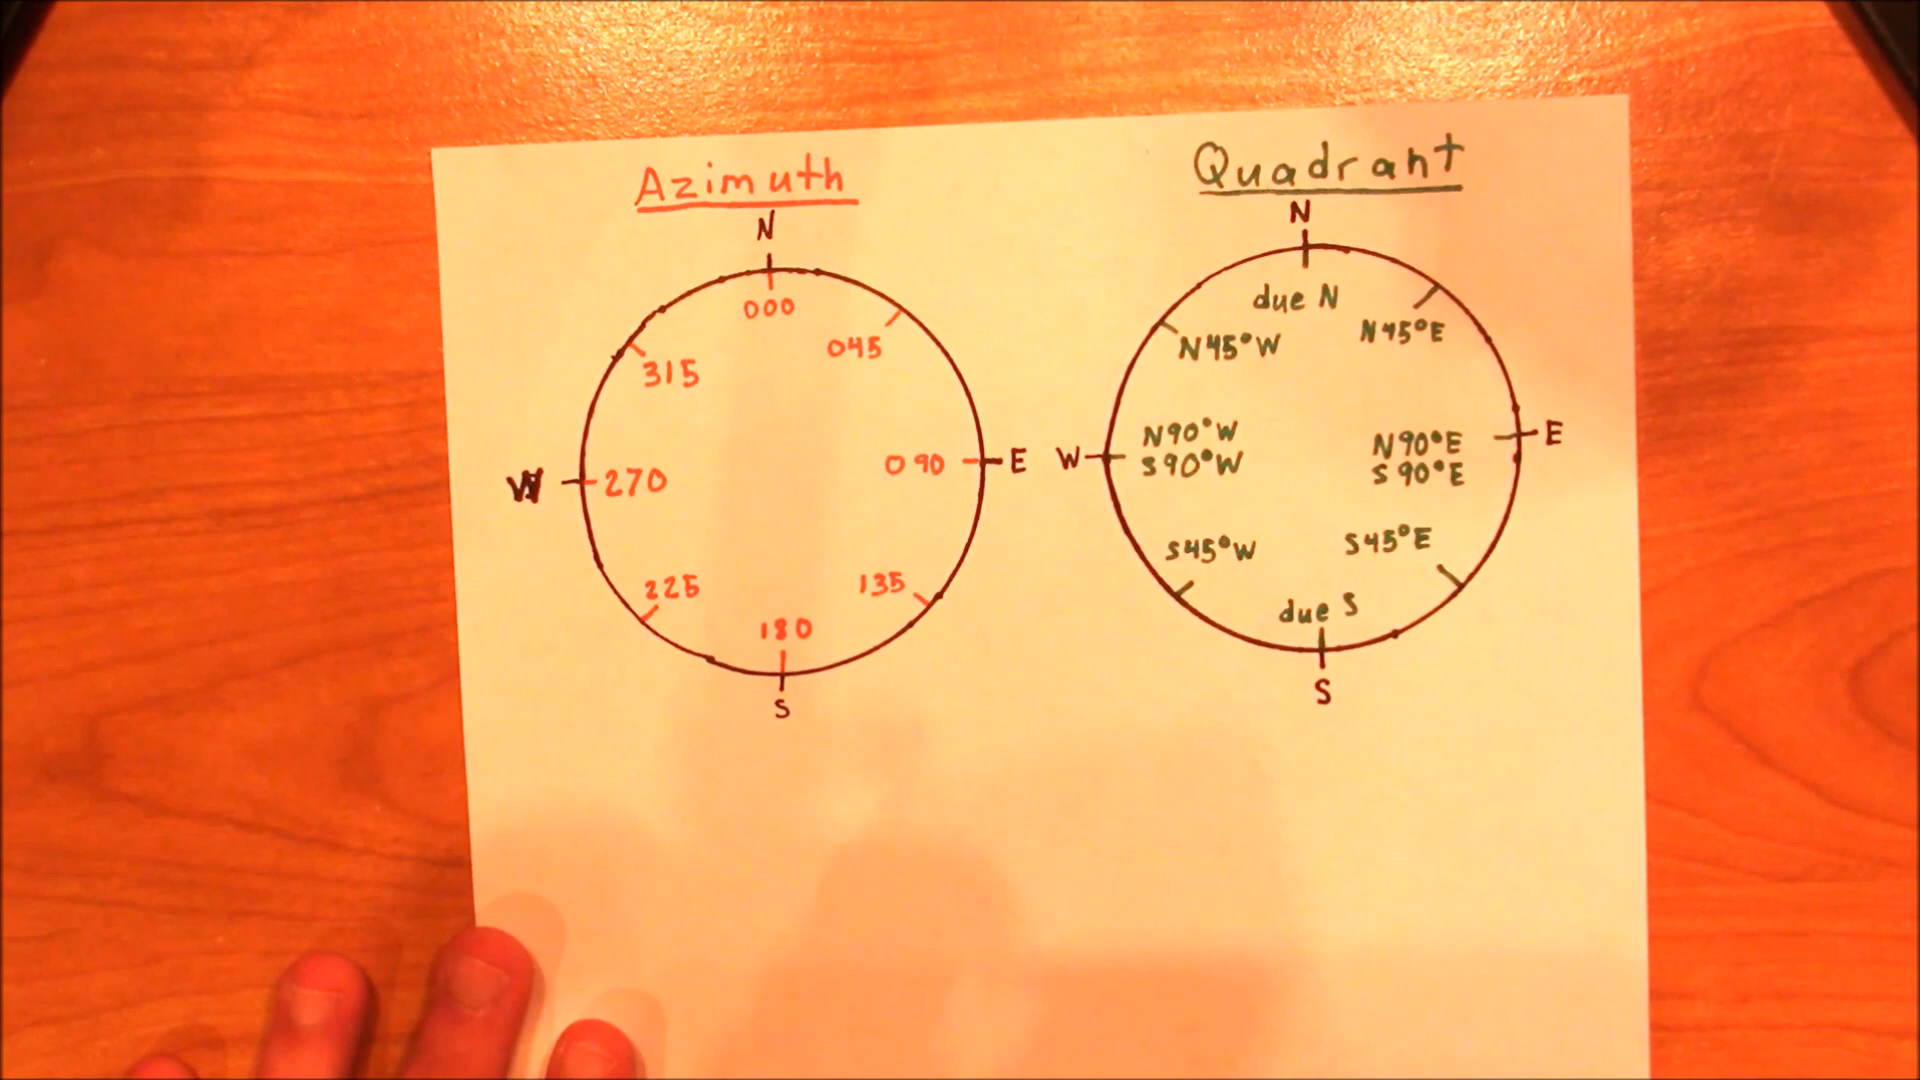 Azimuth
N
000
045
315
090 E
W 270
225
135
180
S
Quadrant
N
due N
N45°W
N45°E
N90°W
W S90°W
N90°E E
S90°E
S45°W
S45°E
due S
S